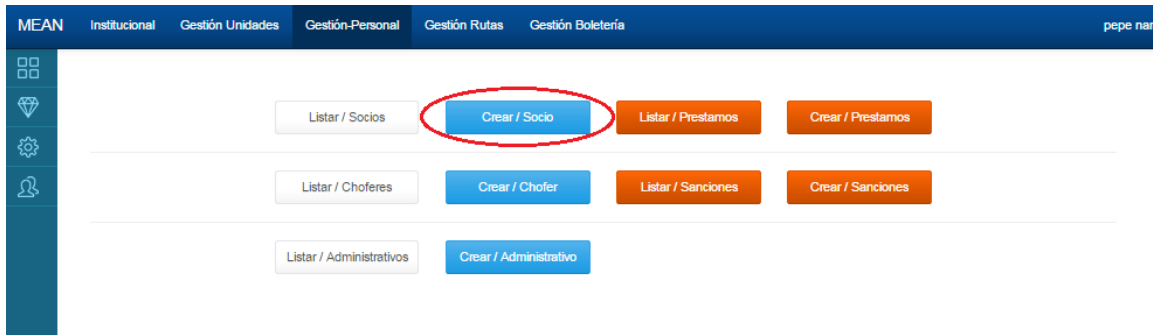 MEAN Institucional Gestión Unidades Gestión-Personal Gestión Rutas Gestión Boletería pepe
Listar / Socios Crear / Socio Listar / Prestamos Crear / Prestamos
Listar / Choferes Crear / Chofer Listar / Sanciones Crear / Sanciones
Listar / Administrativos Crear / Administrativo